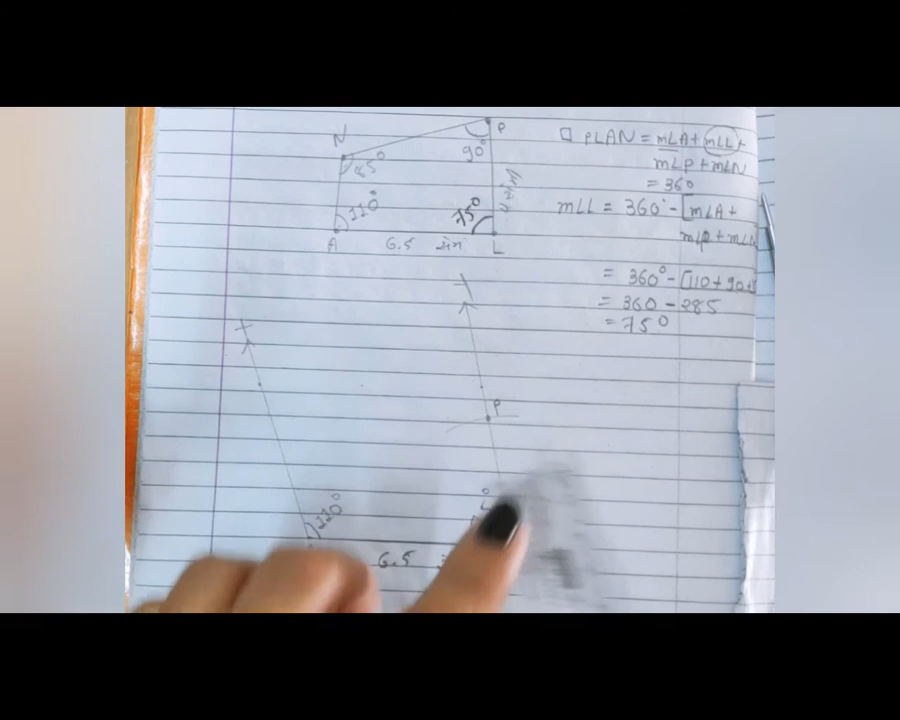 N
P
85°
90°
110°
75°
A 6.5 सेमी L
□ PLAN = m∠A + m∠L +
m∠P + m∠N
= 360
m∠L = 360° - [m∠A +
m∠P + m∠
= 360° - [110 + 90 +
= 360 - 285
= 75°
P
110°
6.5